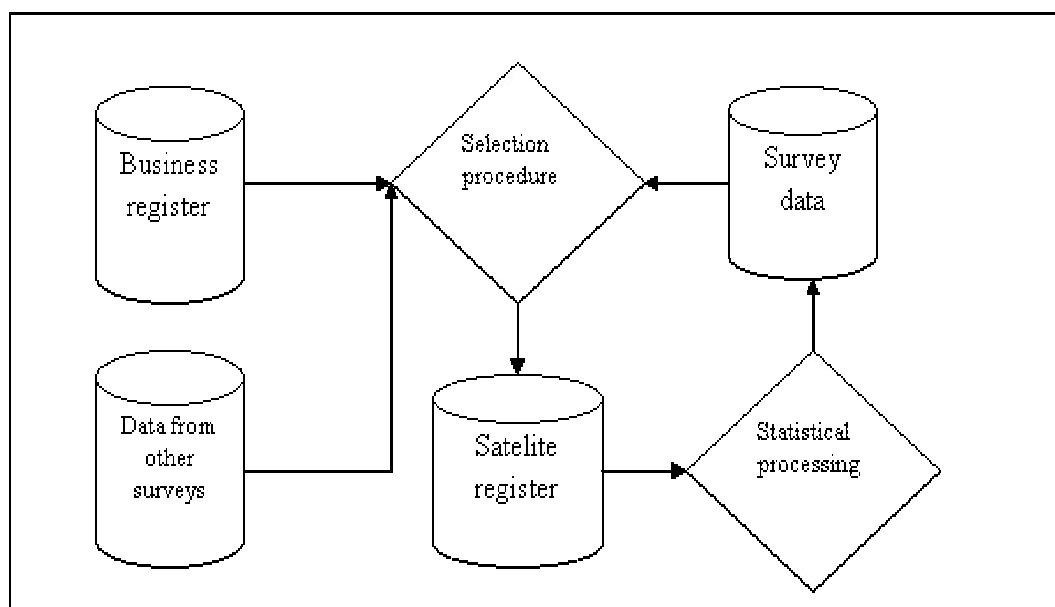 Business
register
Selection
procedure
Survey
data
Data from
other
surveys
Satelite
register
Statistical
processing